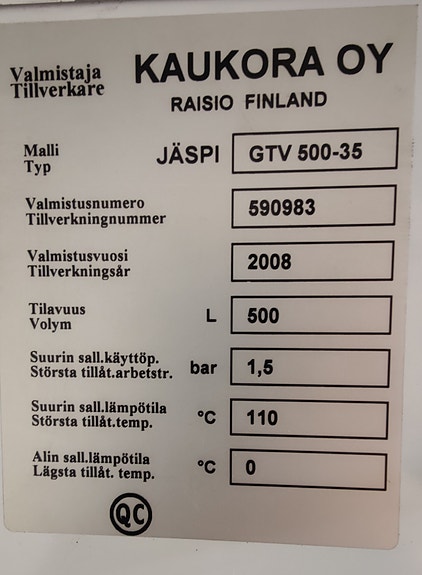 Valmistaja KAUKORA OY
Tillverkare
RAISIO FINLAND
Malli JÄSPI GTV 500-35
Typ
Valmistusnumero 590983
Tillverkningnummer
Valmistusvuosi 2008
Tillverkningsår
Tilavuus L 500
Volym
Suurin sall.käyttöp. bar 1,5
Största tillåt.arbetstr.
Suurin sall.lämpötila °C 110
Största tillåt.temp.
Alin sall.lämpötila °C 0
Lägsta tillåt. temp.
QC